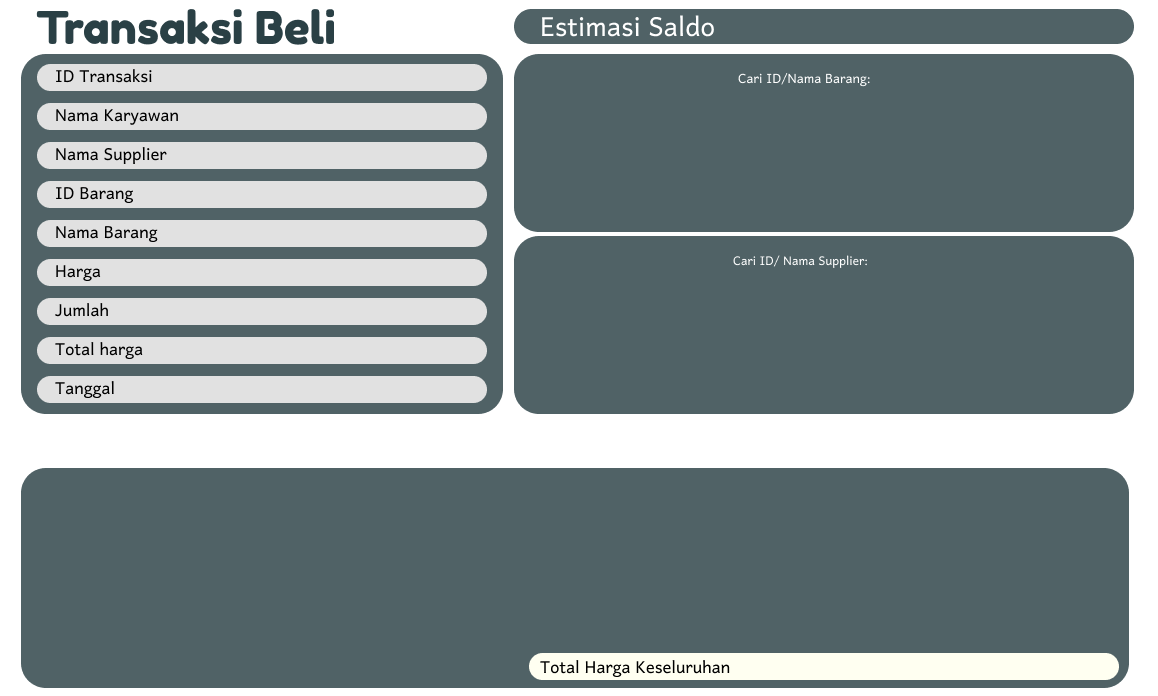 Transaksi Beli
Estimasi Saldo
ID Transaksi
Nama Karyawan
Nama Supplier
ID Barang
Nama Barang
Harga
Jumlah
Total harga
Tanggal
Cari ID/Nama Barang:
Cari ID/ Nama Supplier:
Total Harga Keseluruhan